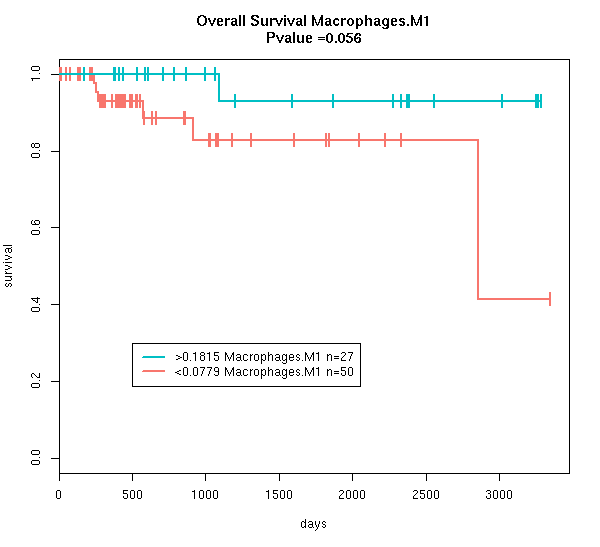 Overall Survival Macrophages.M1
Pvalue =0.056
survival
1.0
0.8
0.6
0.4
0.2
0.0
>0.1815 Macrophages.M1 n=27
<0.0779 Macrophages.M1 n=50
0 500 1000 1500 2000 2500 3000
days